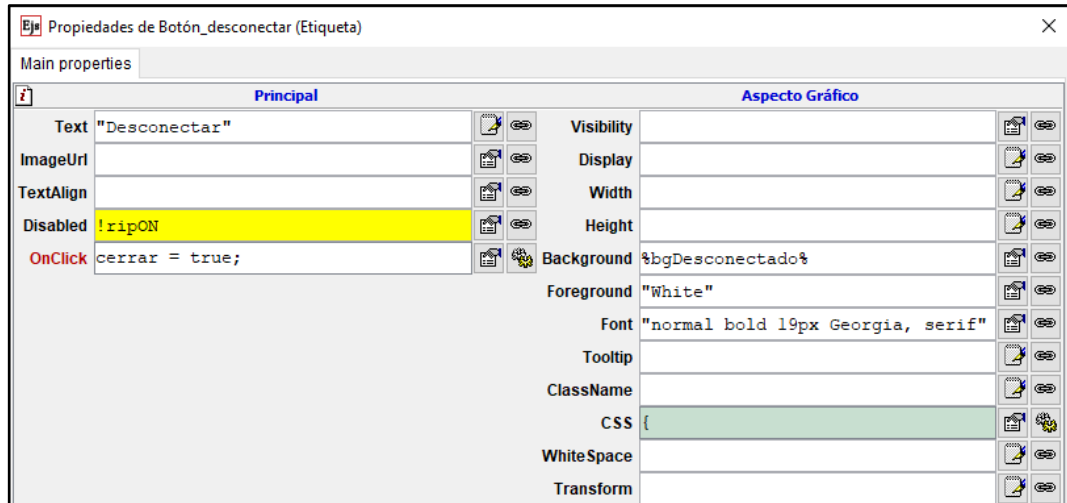 Ejs Propiedades de Botón_desconectar (Etiqueta)
Main properties
i Principal
Text "Desconectar"
ImageUrl
TextAlign
Disabled !ripON
OnClick cerrar = true;
Aspecto Gráfico
Visibility
Display
Width
Height
Background %bgDesconectado%
Foreground "White"
Font "normal bold 19px Georgia, serif"
Tooltip
ClassName
CSS {
WhiteSpace
Transform